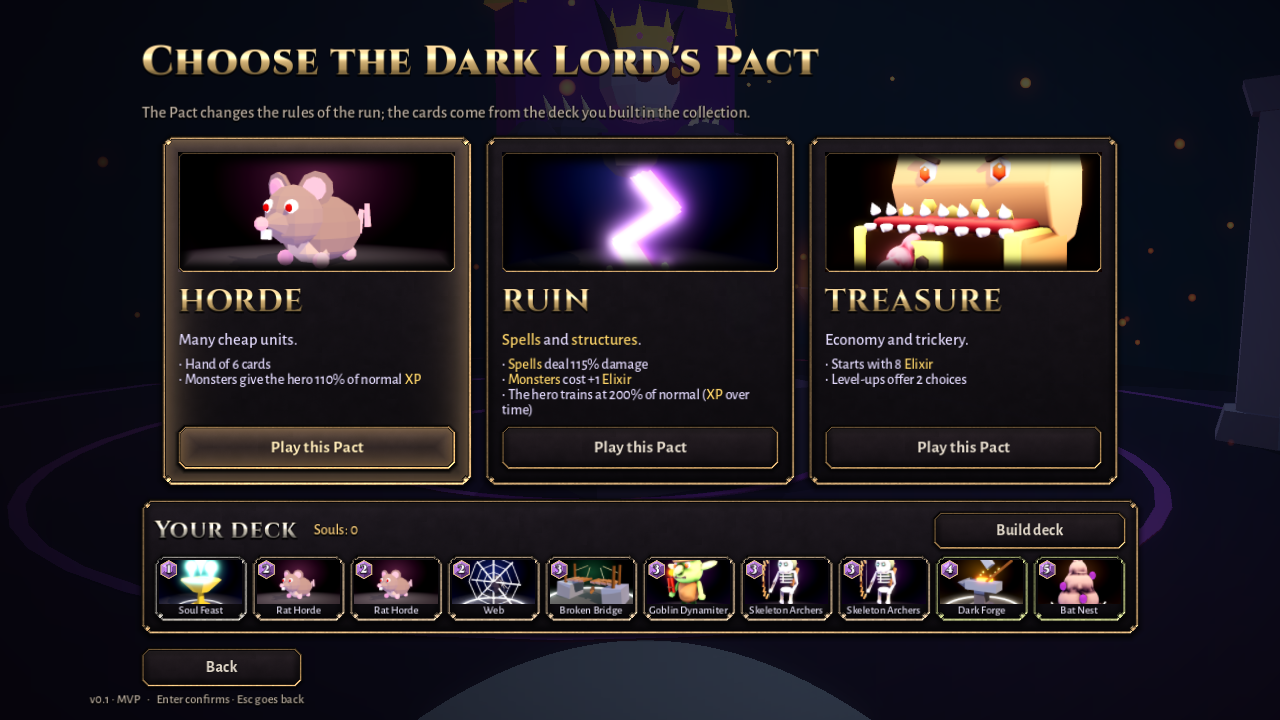 Choose the Dark Lord's Pact
The Pact changes the rules of the run; the cards come from the deck you built in the collection.
HORDE
Many cheap units.
· Hand of 6 cards
· Monsters give the hero 110% of normal XP
Play this Pact
RUIN
Spells and structures.
· Spells deal 115% damage
· Monsters cost +1 Elixir
· The hero trains at 200% of normal (XP over
time)
Play this Pact
TREASURE
Economy and trickery.
· Starts with 8 Elixir
· Level-ups offer 2 choices
Play this Pact
Your deck
Souls: 0
Build deck
1
Soul Feast
2
Rat Horde
2
Rat Horde
2
Web
3
Broken Bridge
3
Goblin Dynamiter
3
Skeleton Archers
3
Skeleton Archers
4
Dark Forge
5
Bat Nest
Back
v0.1 · MVP · Enter confirms · Esc goes back